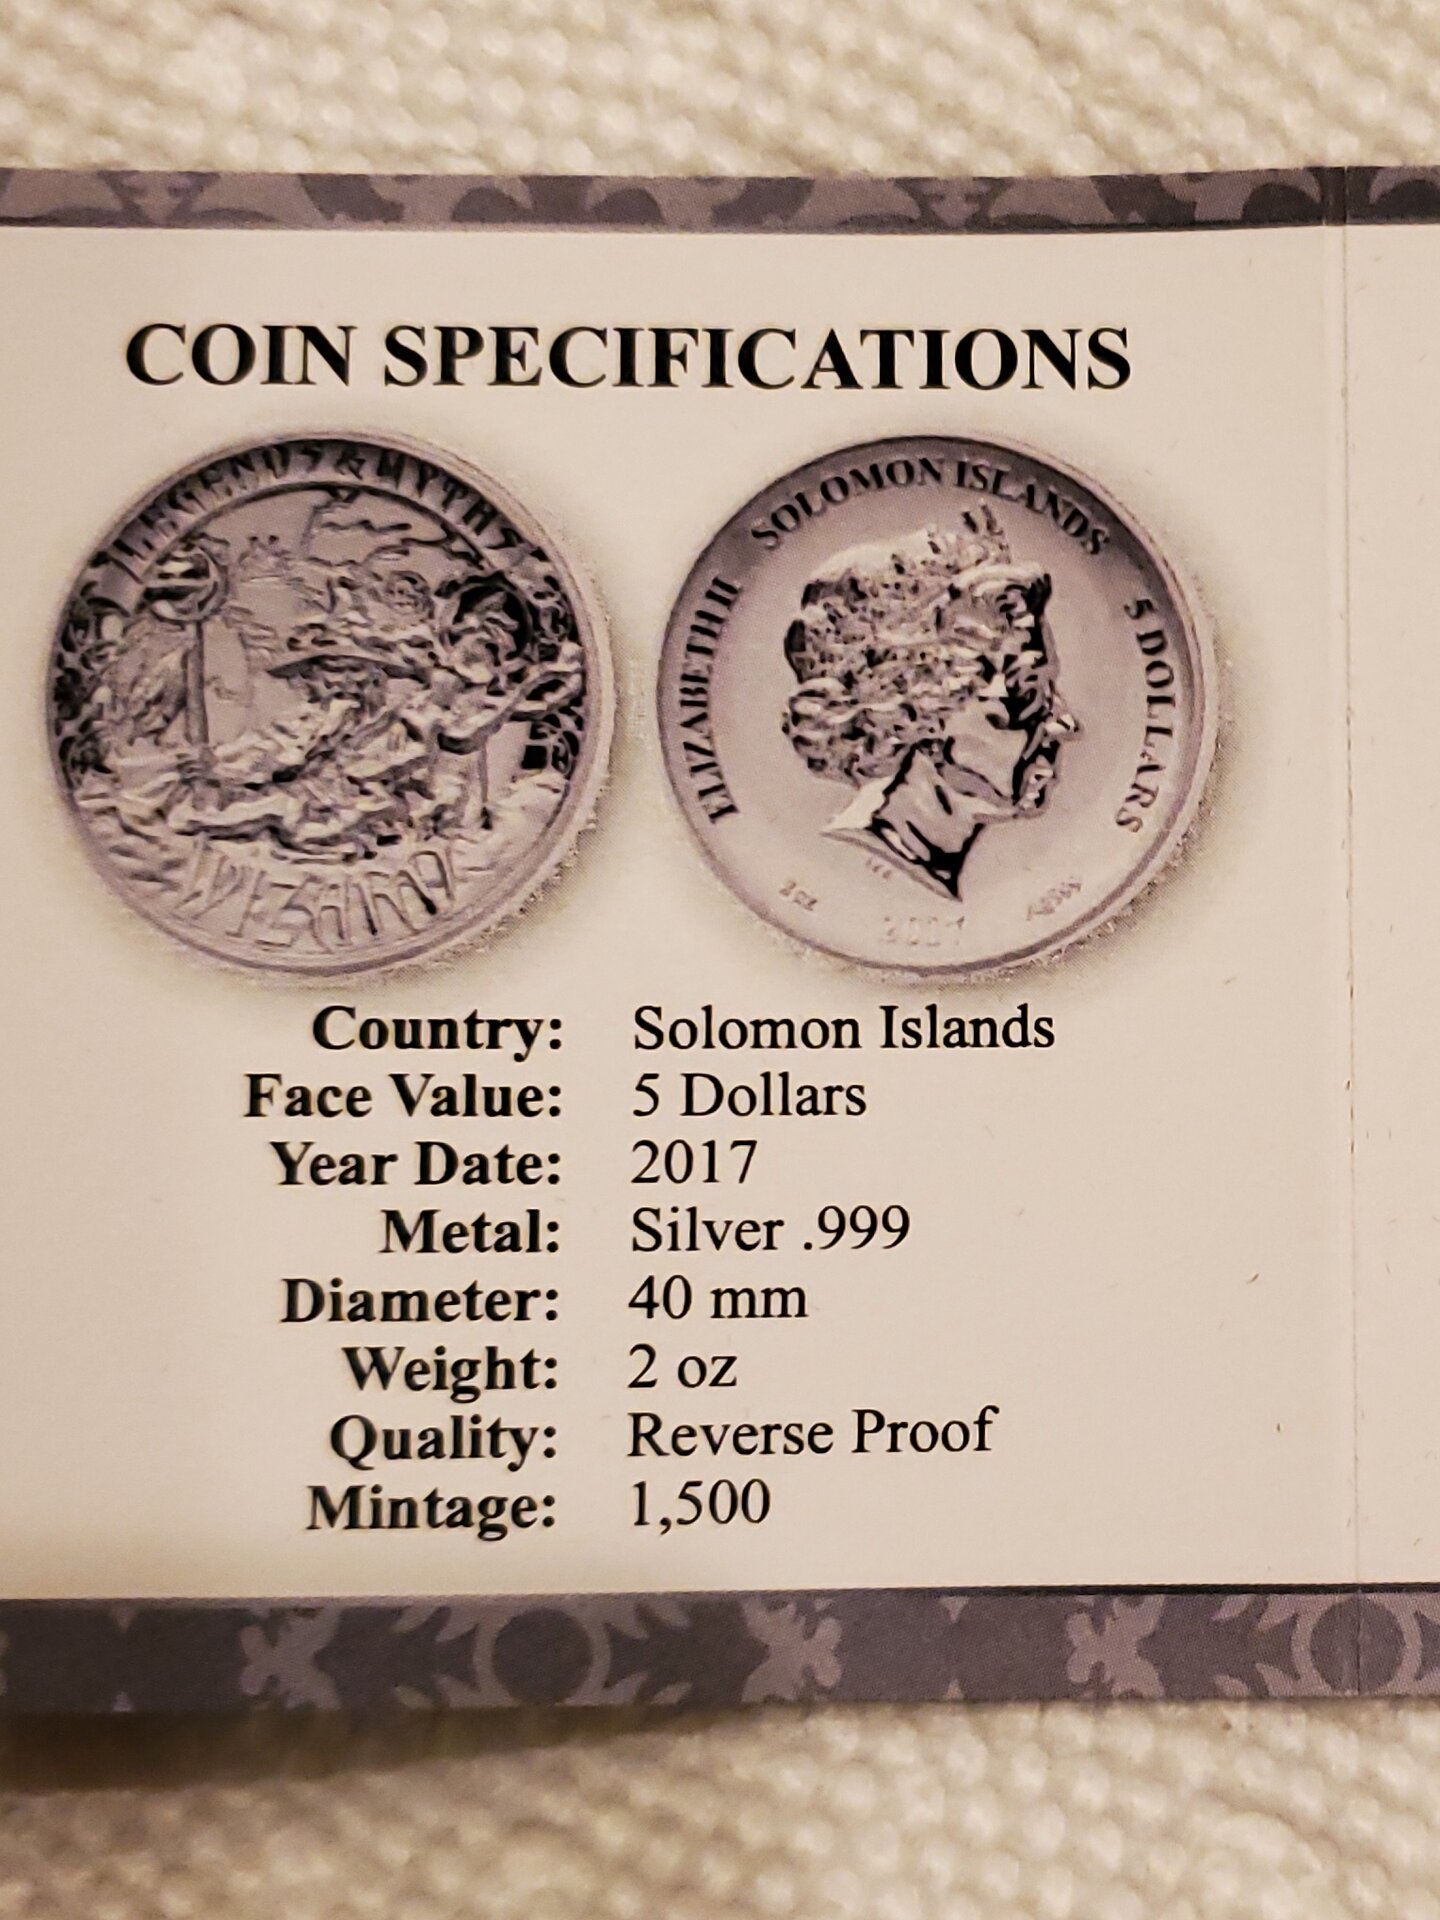 COIN SPECIFICATIONS
LEGENDS & MYTHS
ELIZABETH II SOLOMON ISLANDS 5 DOLLARS
2oz
Country: Solomon Islands
Face Value: 5 Dollars
Year Date: 2017
Metal: Silver .999
Diameter: 40 mm
Weight: 2 oz
Quality: Reverse Proof
Mintage: 1,500